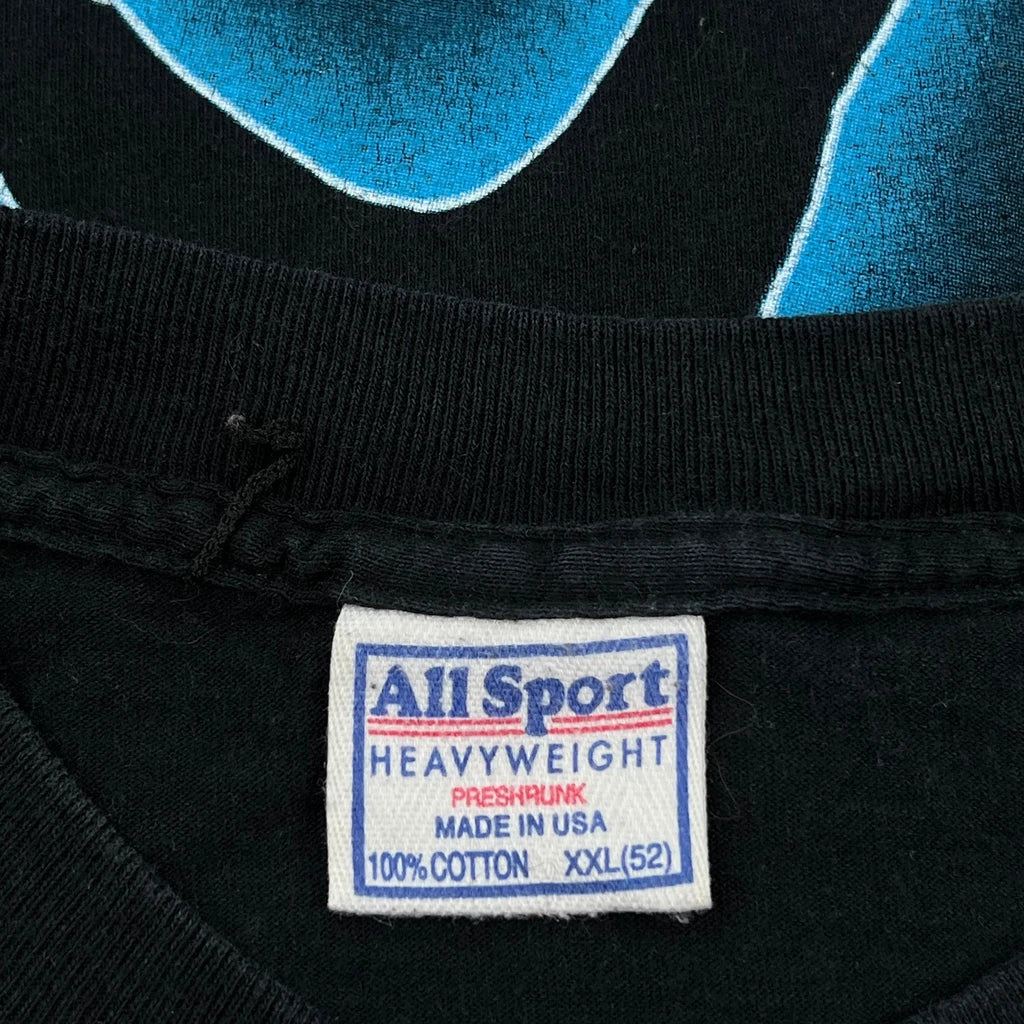 All Sport
HEAVYWEIGHT
PRESHRUNK
MADE IN USA
100% COTTON XXL(52)